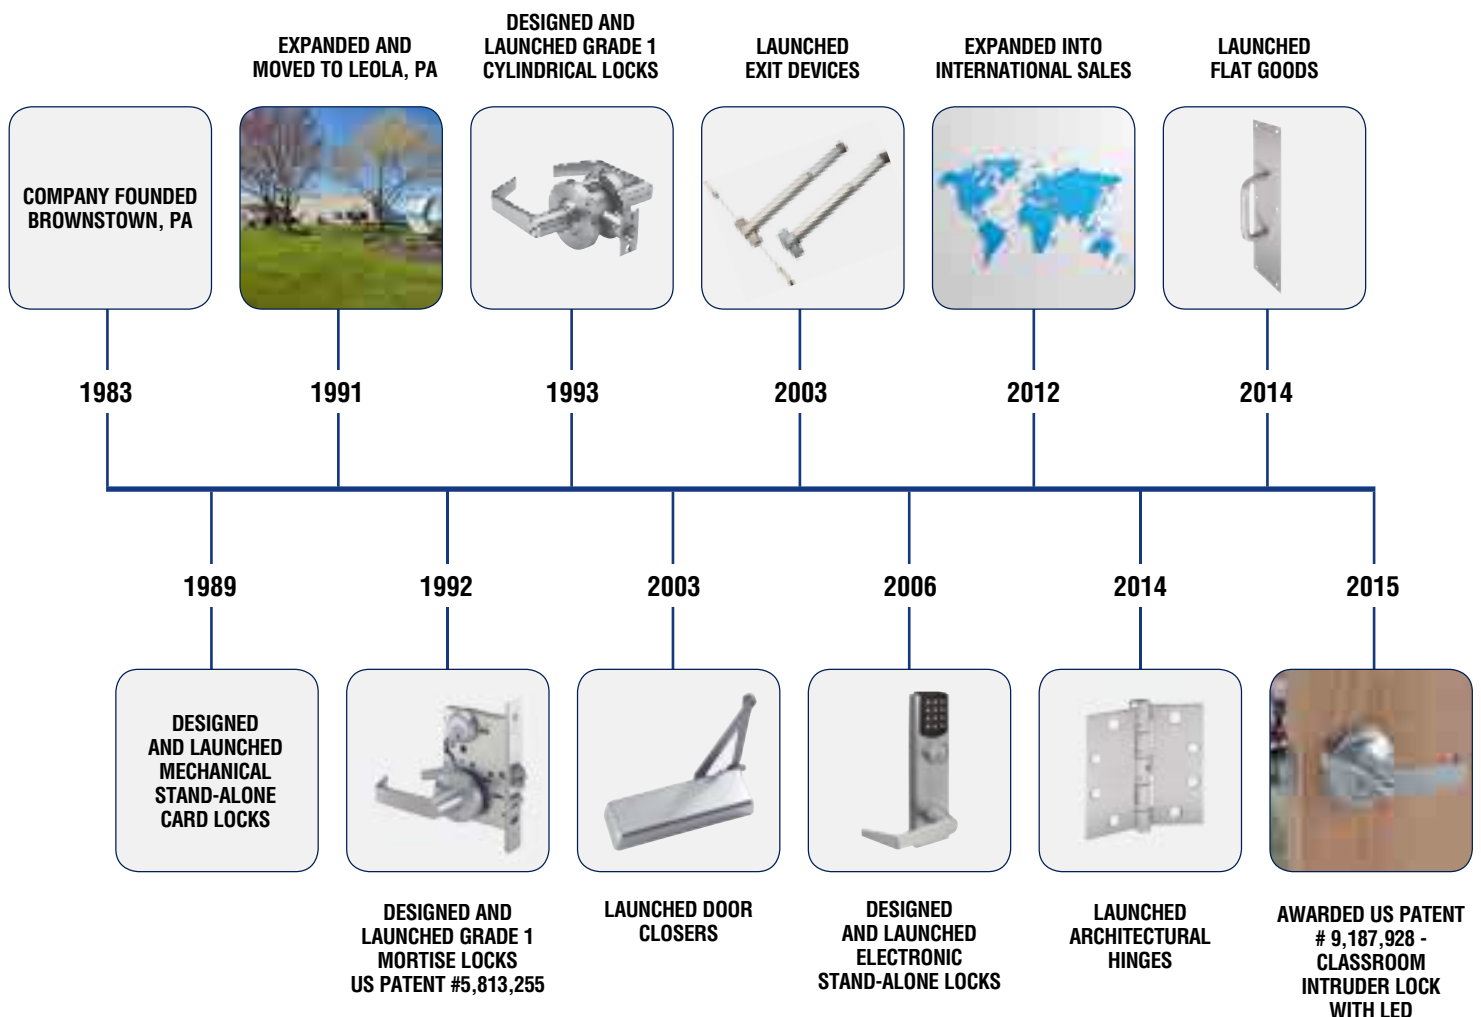 DESIGNED AND
LAUNCHED GRADE 1
CYLINDRICAL LOCKS
EXPANDED AND
MOVED TO LEOLA, PA
LAUNCHED
EXIT DEVICES
EXPANDED INTO
INTERNATIONAL SALES
LAUNCHED
FLAT GOODS
COMPANY FOUNDED
BROWNSTOWN, PA
1983
1991
1993
2003
2012
2014
1989
1992
2003
2006
2014
2015
DESIGNED
AND LAUNCHED
MECHANICAL
STAND-ALONE
CARD LOCKS
DESIGNED AND
LAUNCHED GRADE 1
MORTISE LOCKS
US PATENT #5,813,255
LAUNCHED DOOR
CLOSERS
DESIGNED
AND LAUNCHED
ELECTRONIC
STAND-ALONE LOCKS
LAUNCHED
ARCHITECTURAL
HINGES
AWARDED US PATENT
# 9,187,928 -
CLASSROOM
INTRUDER LOCK
WITH LED